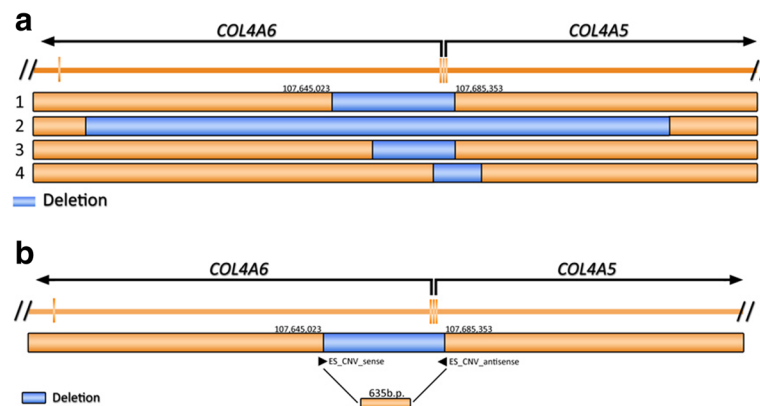 a
COL4A6 COL4A5
107,645,023 107,685,353
1
2
3
4
Deletion
b
COL4A6 COL4A5
107,645,023 107,685,353
ES_CNV_sense ES_CNV_antisense
635b.p.
Deletion